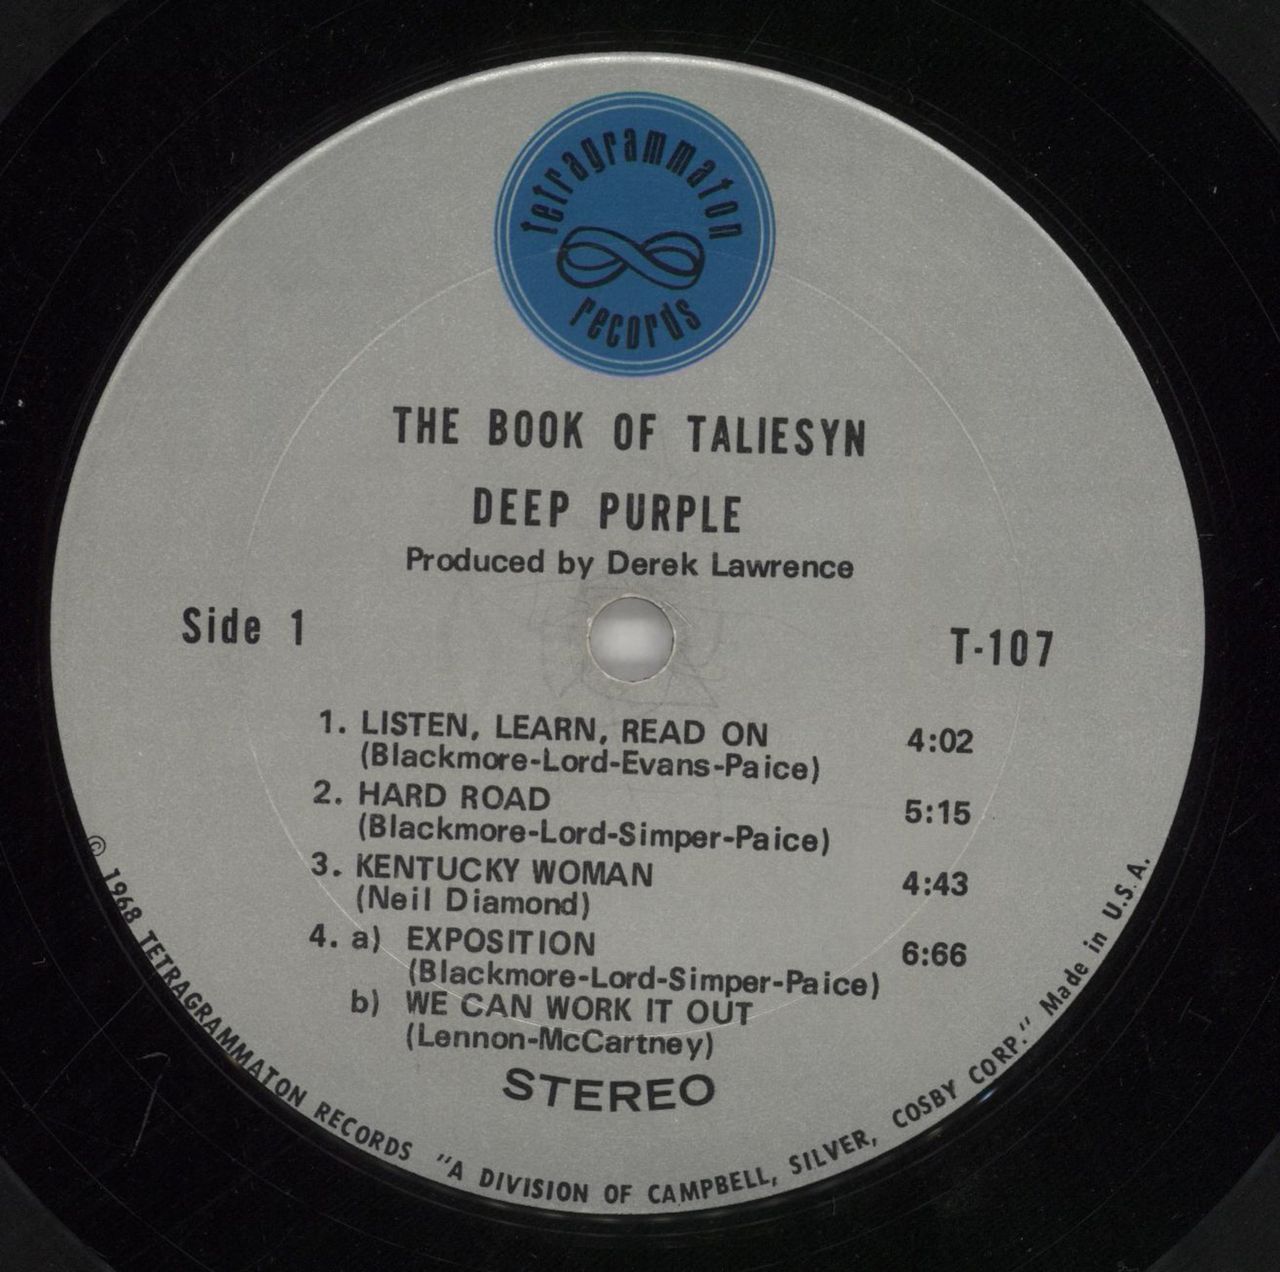 tetragrammaton
records
THE BOOK OF TALIESYN
DEEP PURPLE
Produced by Derek Lawrence
Side 1
T-107
1. LISTEN, LEARN, READ ON 4:02
(Blackmore-Lord-Evans-Paice)
2. HARD ROAD 5:15
(Blackmore-Lord-Simper-Paice)
3. KENTUCKY WOMAN 4:43
(Neil Diamond)
4. a) EXPOSITION 6:66
(Blackmore-Lord-Simper-Paice)
b) WE CAN WORK IT OUT
(Lennon-McCartney)
STEREO
© 1968 TETRAGRAMMATON RECORDS "A DIVISION OF CAMPBELL, SILVER, COSBY CORP." Made in U.S.A.